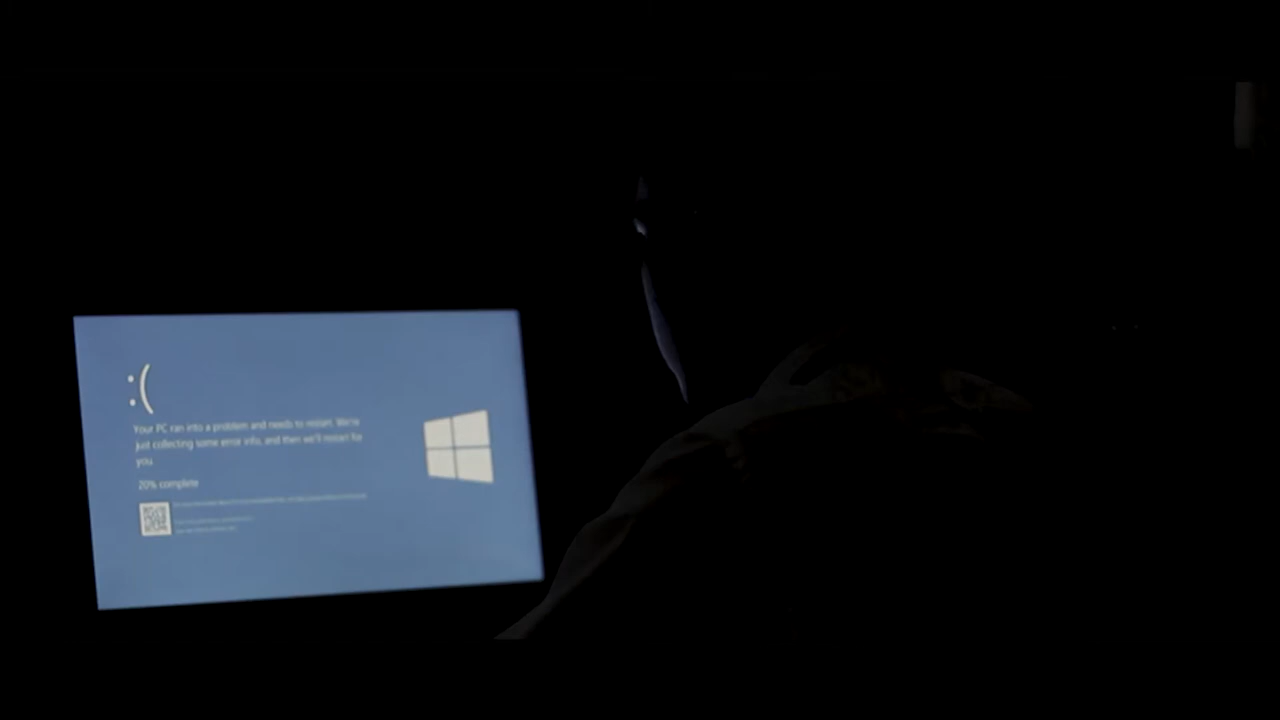 :(
Your PC ran into a problem and needs to restart. We're
just collecting some error info, and then we'll restart for
you.
20% complete